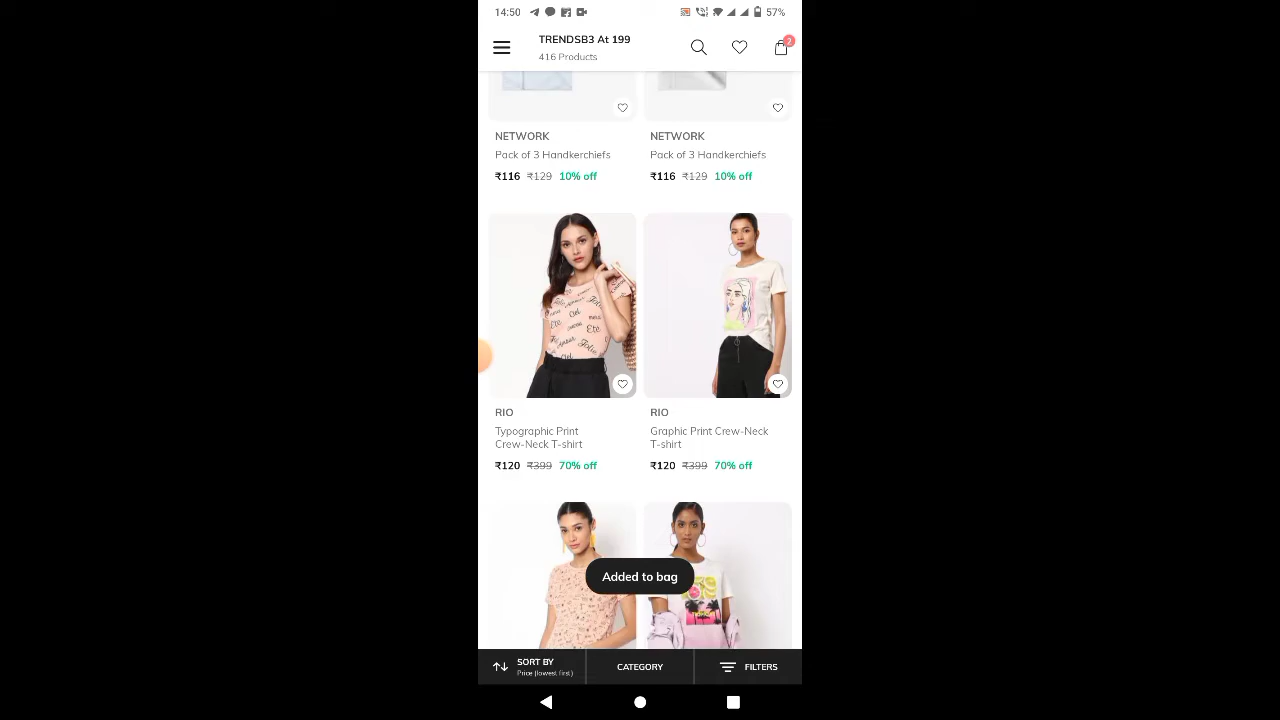 14:50
57%
TRENDSB3 At 199
416 Products
2
NETWORK
NETWORK
Pack of 3 Handkerchiefs
Pack of 3 Handkerchiefs
₹116 ₹129 10% off
₹116 ₹129 10% off
RIO
RIO
Typographic Print
Crew-Neck T-shirt
Graphic Print Crew-Neck
T-shirt
₹120 ₹399 70% off
₹120 ₹399 70% off
Added to bag
SORT BY
Price (lowest first)
CATEGORY
FILTERS